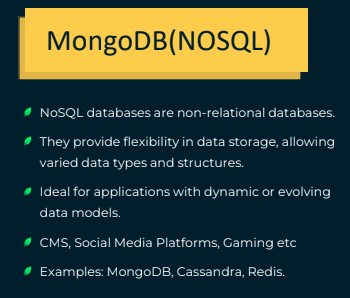 MongoDB(NOSQL)
NoSQL databases are non-relational databases.
They provide flexibility in data storage, allowing
varied data types and structures.
Ideal for applications with dynamic or evolving
data models.
CMS, Social Media Platforms, Gaming etc
Examples: MongoDB, Cassandra, Redis.